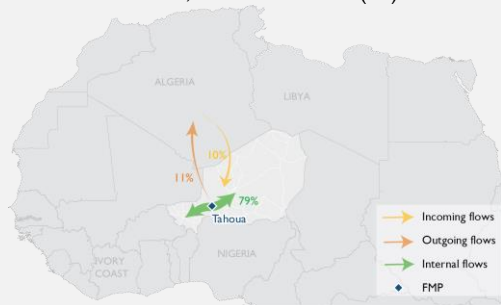 ALGERIA
LIBYA
10%
11%
79%
Tahoua
NIGERIA
IVORY
COAST
Incoming flows
Outgoing flows
Internal flows
FMP